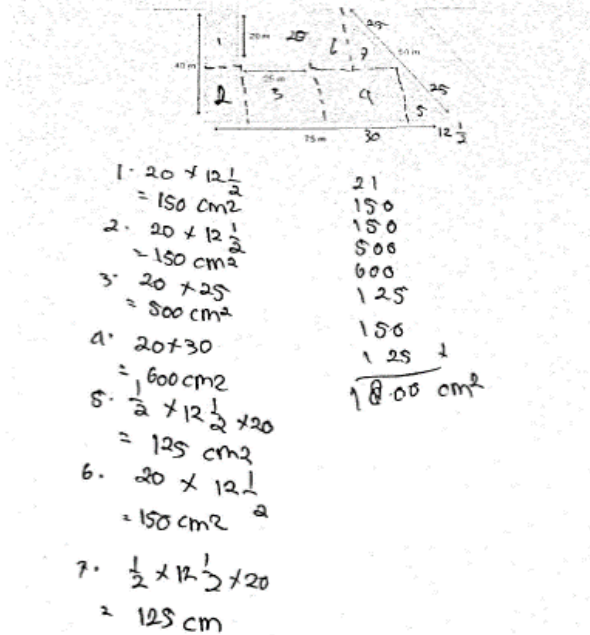 25
1
20 m
20
6
7
50 m
40 m
25 m
2
3
4
25
5
75 m
30
12 1/2
1. 20 × 12 1/2
= 150 cm2
2. 20 × 12 1/2
= 150 cm2
3. 20 × 25
= 500 cm2
4. 20 × 30
= 600 cm2
5. 1/2 × 12 1/2 × 20
= 125 cm2
6. 20 × 12 1/2
= 150 cm2
7. 1/2 × 12 1/2 × 20
= 125 cm
21
150
150
500
600
125
150
125 +
1800 cm2